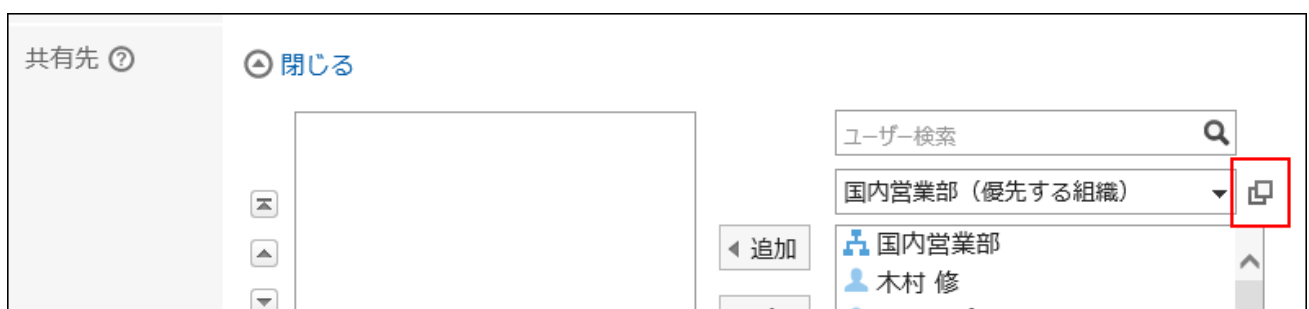 共有先
閉じる
ユーザー検索
国内営業部（優先する組織）
追加
国内営業部
木村 修